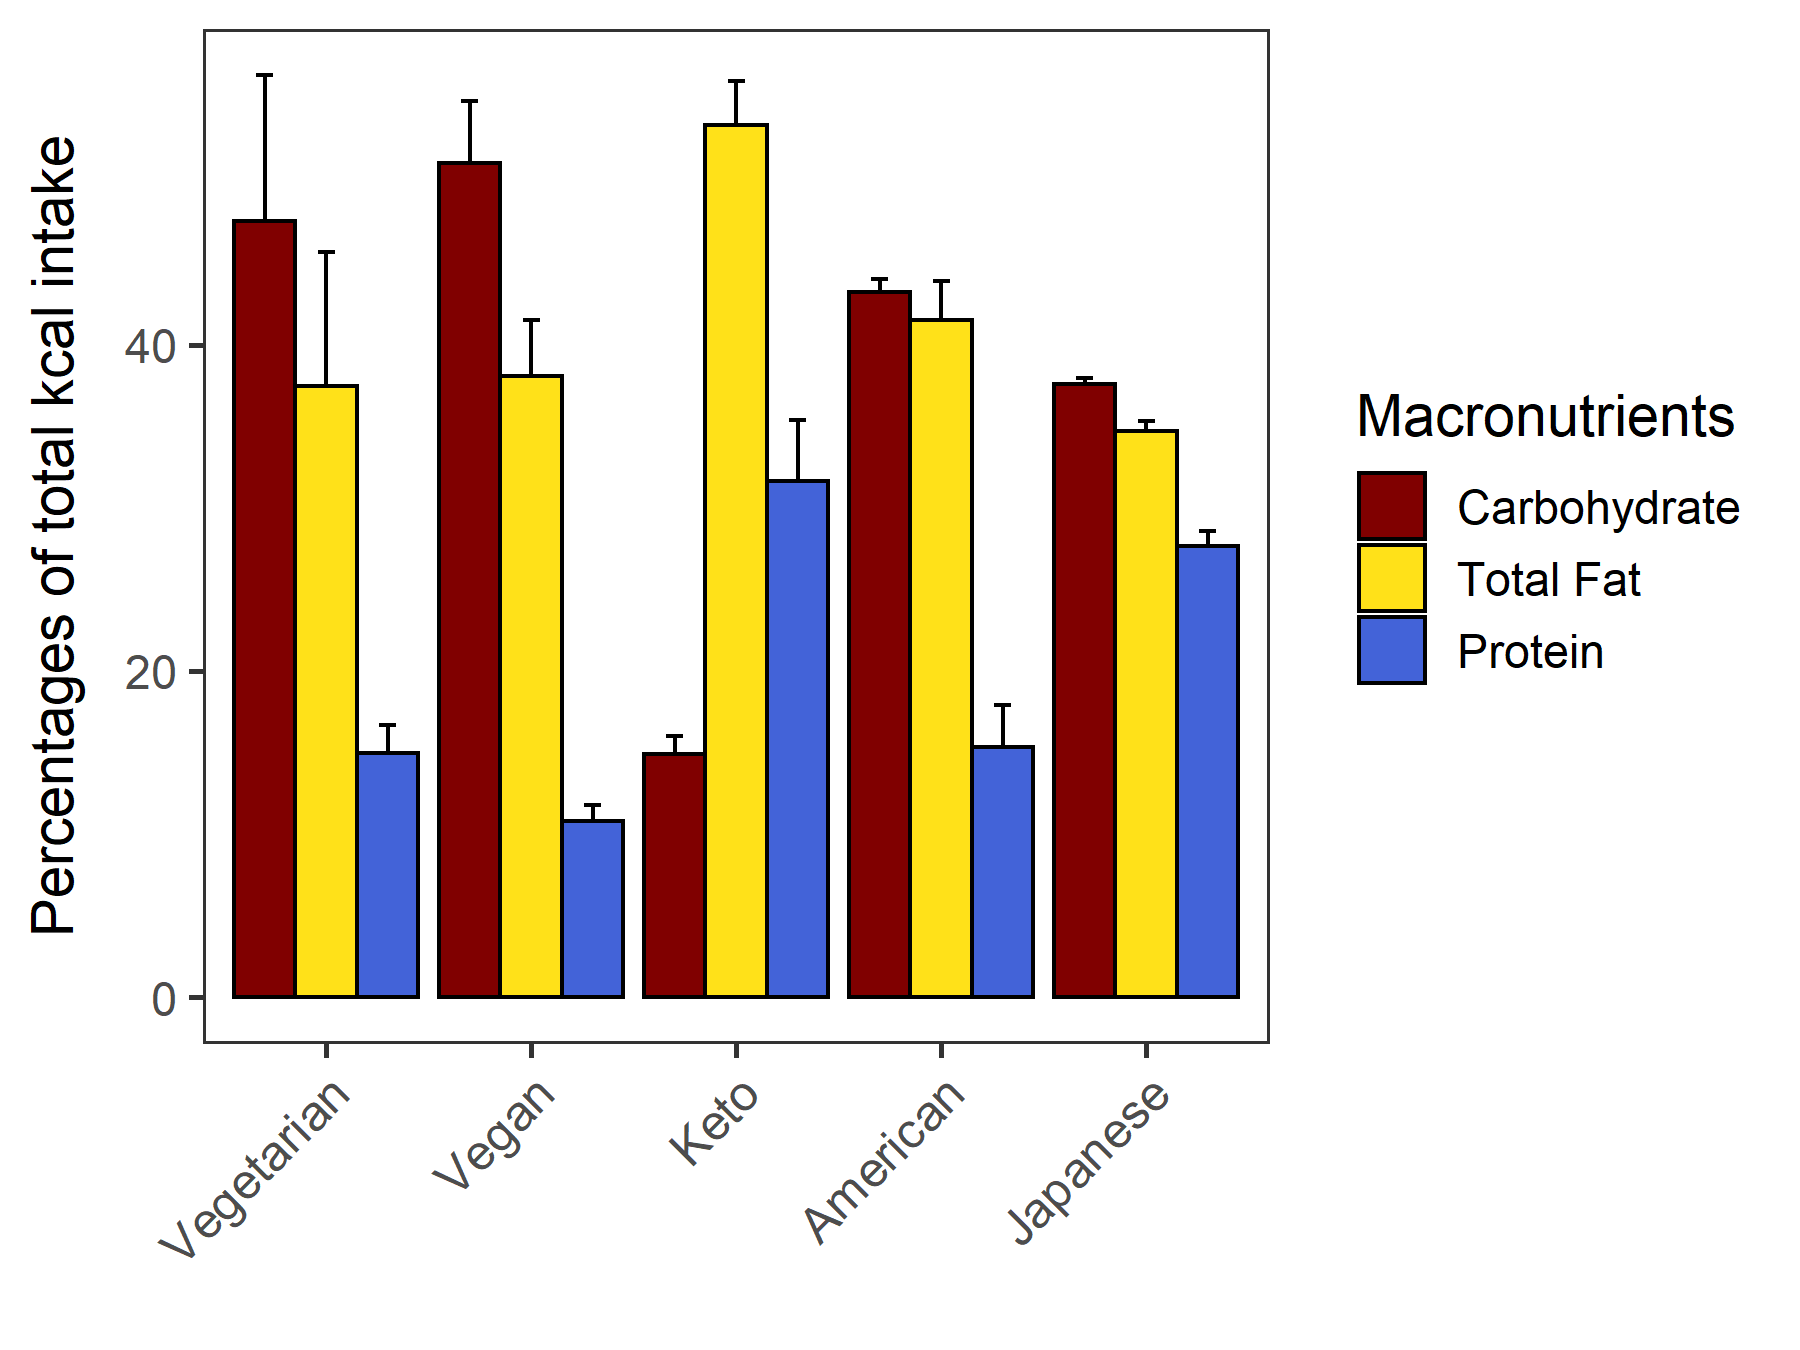 Percentages of total kcal intake
40
20
0
Vegetarian
Vegan
Keto
American
Japanese
Macronutrients
Carbohydrate
Total Fat
Protein